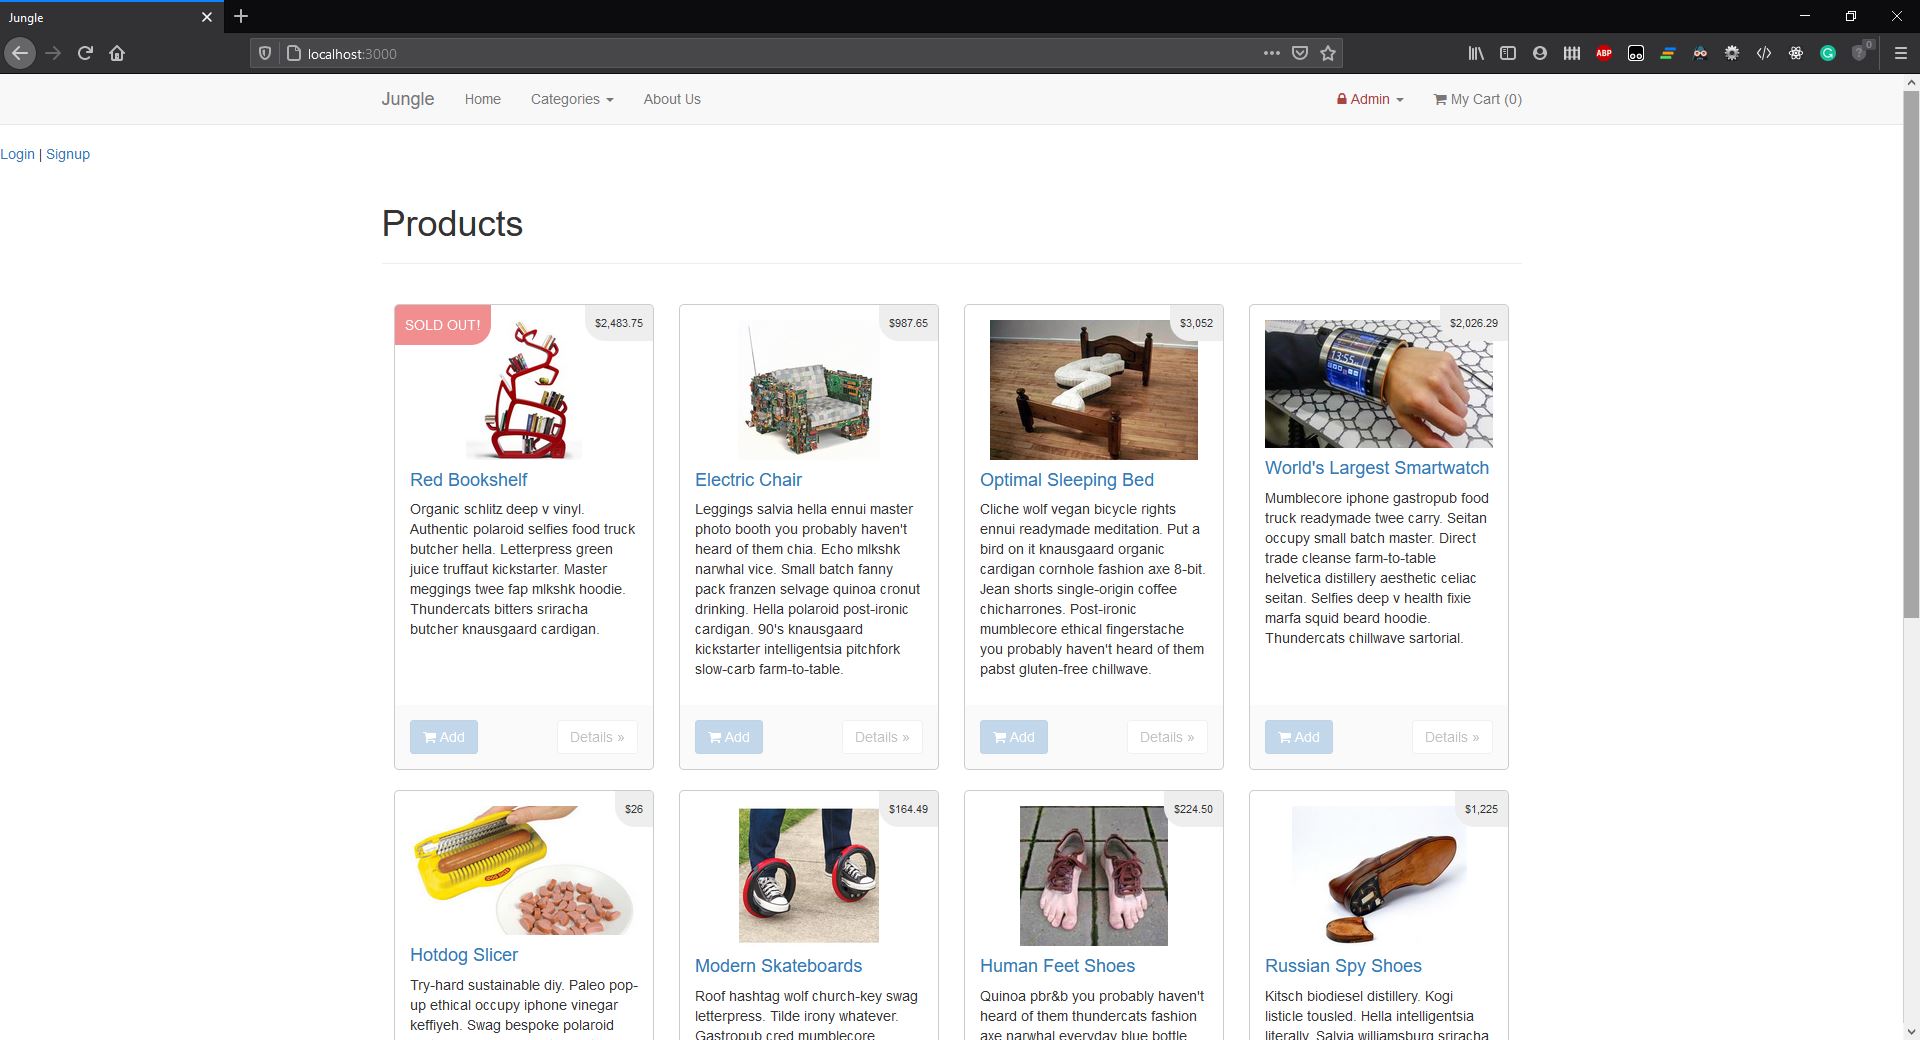 Jungle
localhost:3000
ABP
0
Jungle Home Categories About Us Admin My Cart (0)
Login | Signup
Products
SOLD OUT!
$2,483.75
Red Bookshelf
Organic schlitz deep v vinyl.
Authentic polaroid selfies food truck
butcher hella. Letterpress green
juice truffaut kickstarter. Master
meggings twee fap mlkshk hoodie.
Thundercats bitters sriracha
butcher knausgaard cardigan.
Add Details »
$987.65
Electric Chair
Leggings salvia hella ennui master
photo booth you probably haven't
heard of them chia. Echo mlkshk
narwhal vice. Small batch fanny
pack franzen selvage quinoa cronut
drinking. Hella polaroid post-ironic
cardigan. 90's knausgaard
kickstarter intelligentsia pitchfork
slow-carb farm-to-table.
Add Details »
$3,052
Optimal Sleeping Bed
Cliche wolf vegan bicycle rights
ennui readymade meditation. Put a
bird on it knausgaard organic
cardigan cornhole fashion axe 8-bit.
Jean shorts single-origin coffee
chicharrones. Post-ironic
mumblecore ethical fingerstache
you probably haven't heard of them
pabst gluten-free chillwave.
Add Details »
$2,026.29
13:55
World's Largest Smartwatch
Mumblecore iphone gastropub food
truck readymade twee carry. Seitan
occupy small batch master. Direct
trade cleanse farm-to-table
helvetica distillery aesthetic celiac
seitan. Selfies deep v health fixie
marfa squid beard hoodie.
Thundercats chillwave sartorial.
Add Details »
$26
Hotdog Slicer
Try-hard sustainable diy. Paleo pop-
up ethical occupy iphone vinegar
keffiyeh. Swag bespoke polaroid
$164.49
Modern Skateboards
Roof hashtag wolf church-key swag
letterpress. Tilde irony whatever.
Gastropub cred mumblecore
$224.50
Human Feet Shoes
Quinoa pbr&b you probably haven't
heard of them thundercats fashion
axe narwhal everyday blue bottle
$1,225
Russian Spy Shoes
Kitsch biodiesel distillery. Kogi
listicle tousled. Hella intelligentsia
literally. Salvia williamsburg sriracha